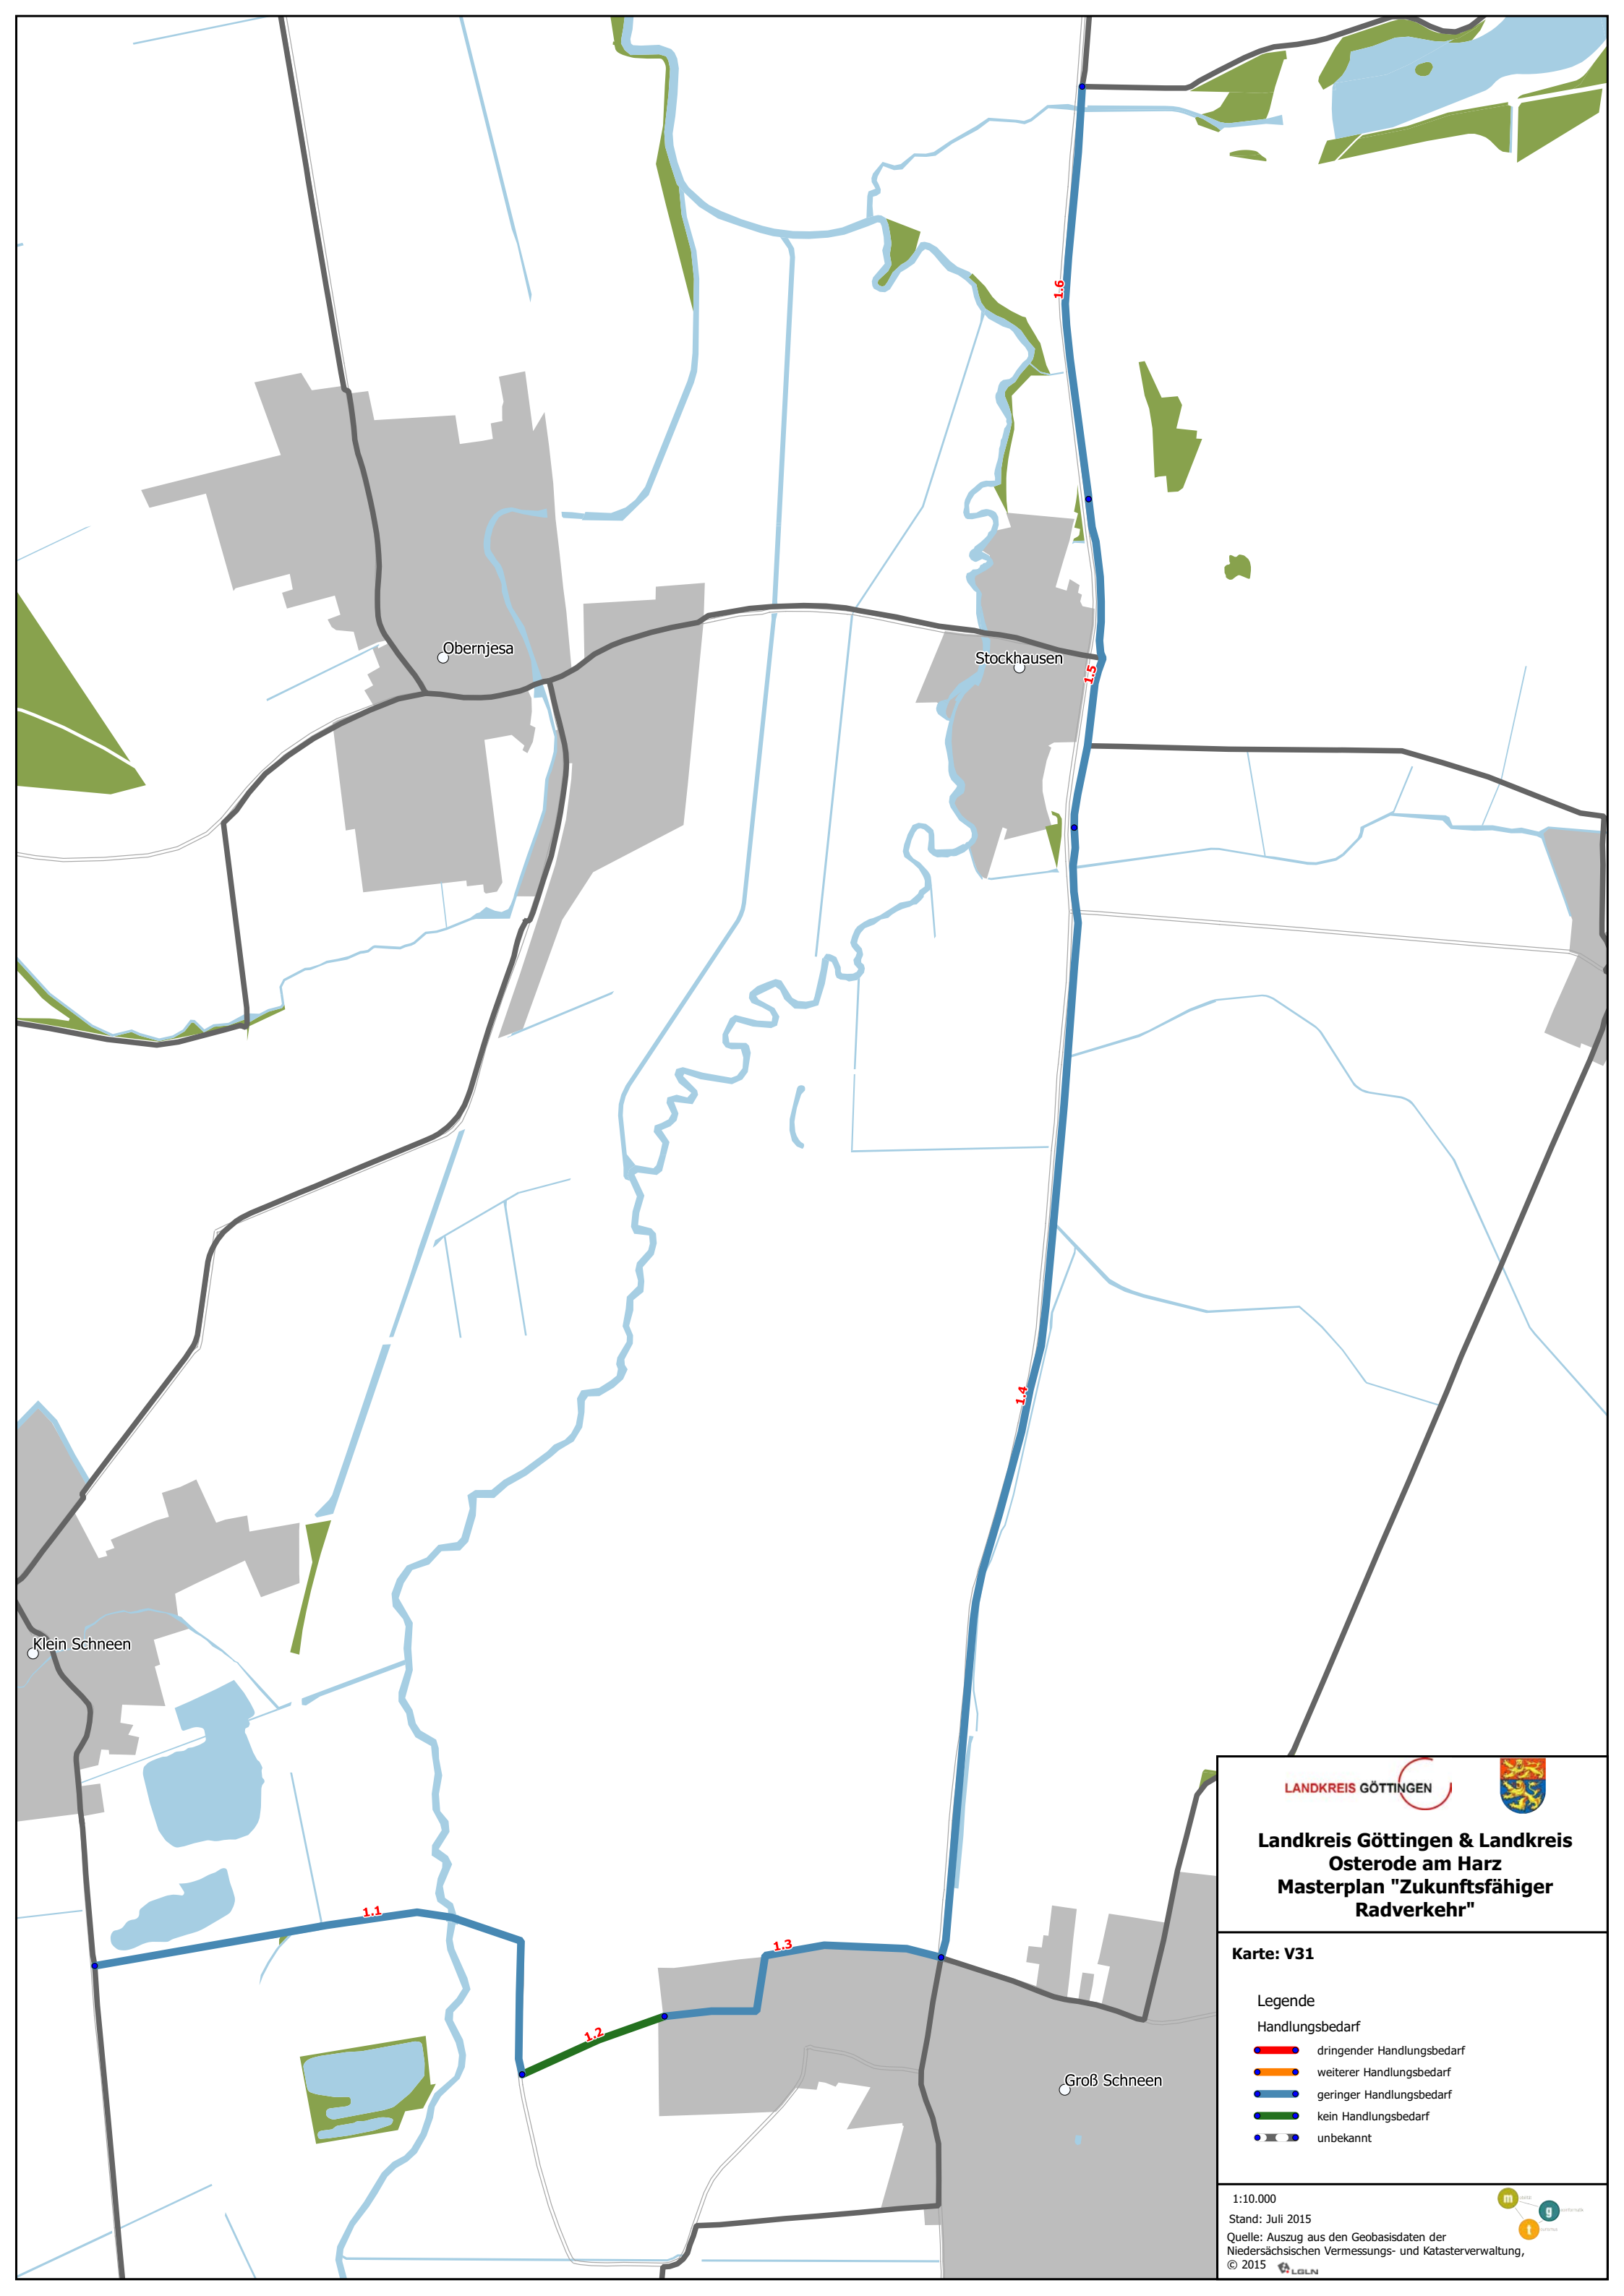 1.6
Obernjesa
Stockhausen
1.5
1.4
Klein Schneen
1.1
1.3
1.2
Groß Schneen
LANDKREIS GÖTTINGEN
Landkreis Göttingen & Landkreis
Osterode am Harz
Masterplan "Zukunftsfähiger
Radverkehr"
Karte: V31
Legende
Handlungsbedarf
dringender Handlungsbedarf
weiterer Handlungsbedarf
geringer Handlungsbedarf
kein Handlungsbedarf
unbekannt
1:10.000
Stand: Juli 2015
Quelle: Auszug aus den Geobasisdaten der
Niedersächsischen Vermessungs- und Katasterverwaltung,
© 2015 LGLN
m
g
t